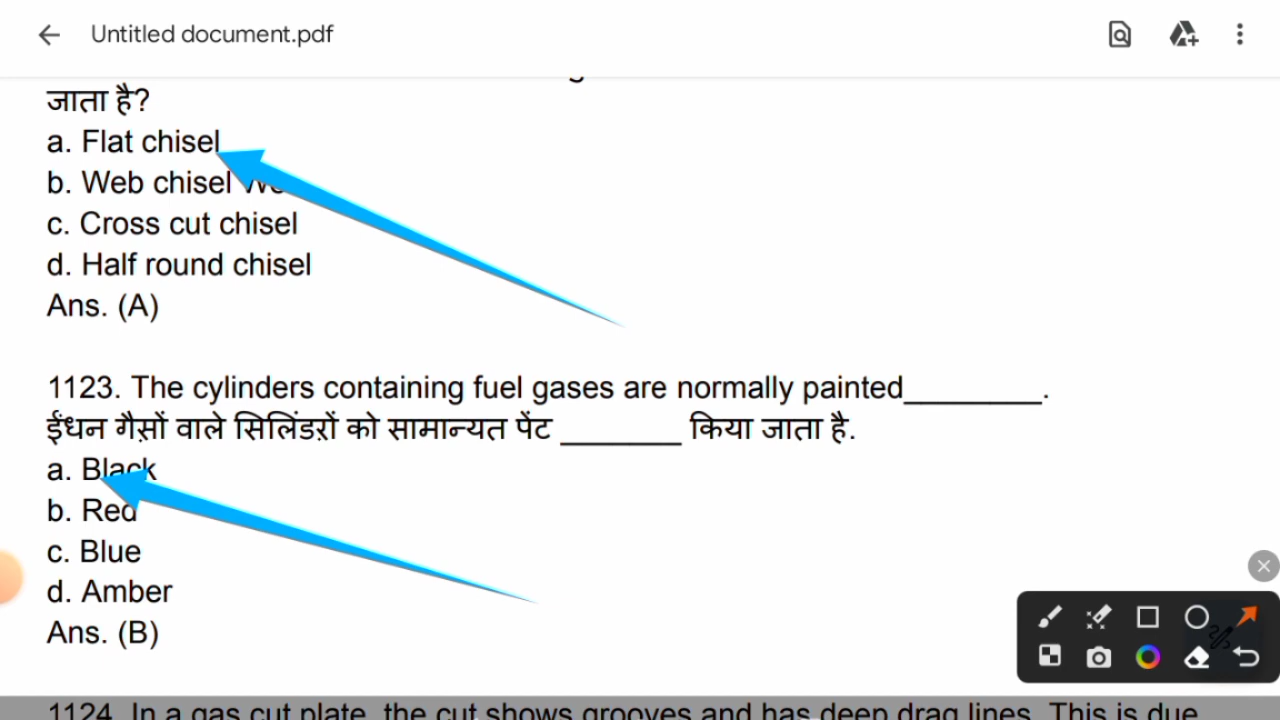 Untitled document.pdf
जाता है?
a. Flat chisel
b. Web chisel
c. Cross cut chisel
d. Half round chisel
Ans. (A)
1123. The cylinders containing fuel gases are normally painted________.
ईंधन गैस़ों वाले सिलिंडऱों को सामान्यत पेंट _______ किया जाता है.
a. Black
b. Red
c. Blue
d. Amber
Ans. (B)
1124. In a gas cut plate, the cut shows grooves and has deep drag lines. This is due